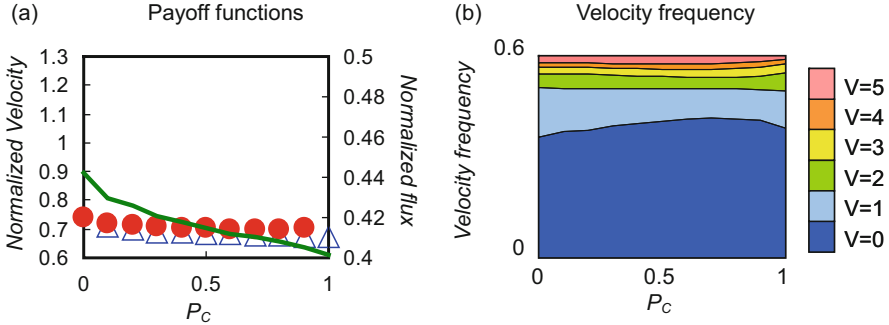 (a)
Payoff functions
Normalized Velocity
1.3
1.2
1.1
1
0.9
0.8
0.7
0.6
0.5
0.48
0.46
0.44
0.42
0.4
Normalized flux
0
0.5
1
P_C
(b)
Velocity frequency
Velocity frequency
0.6
0
0
0.5
1
P_C
V=5
V=4
V=3
V=2
V=1
V=0